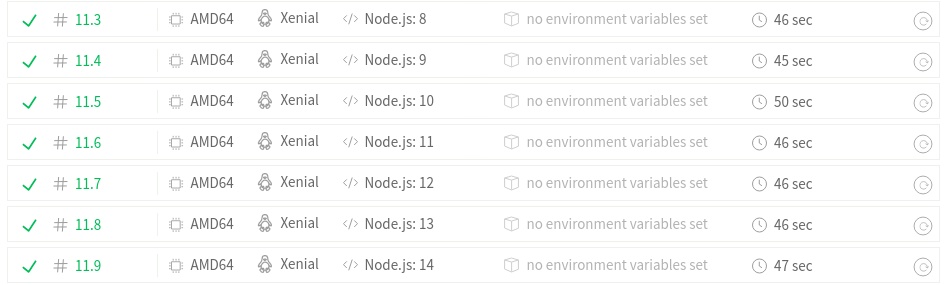 # 11.3 AMD64 Xenial </> Node.js: 8 no environment variables set 46 sec
# 11.4 AMD64 Xenial </> Node.js: 9 no environment variables set 45 sec
# 11.5 AMD64 Xenial </> Node.js: 10 no environment variables set 50 sec
# 11.6 AMD64 Xenial </> Node.js: 11 no environment variables set 46 sec
# 11.7 AMD64 Xenial </> Node.js: 12 no environment variables set 46 sec
# 11.8 AMD64 Xenial </> Node.js: 13 no environment variables set 46 sec
# 11.9 AMD64 Xenial </> Node.js: 14 no environment variables set 47 sec